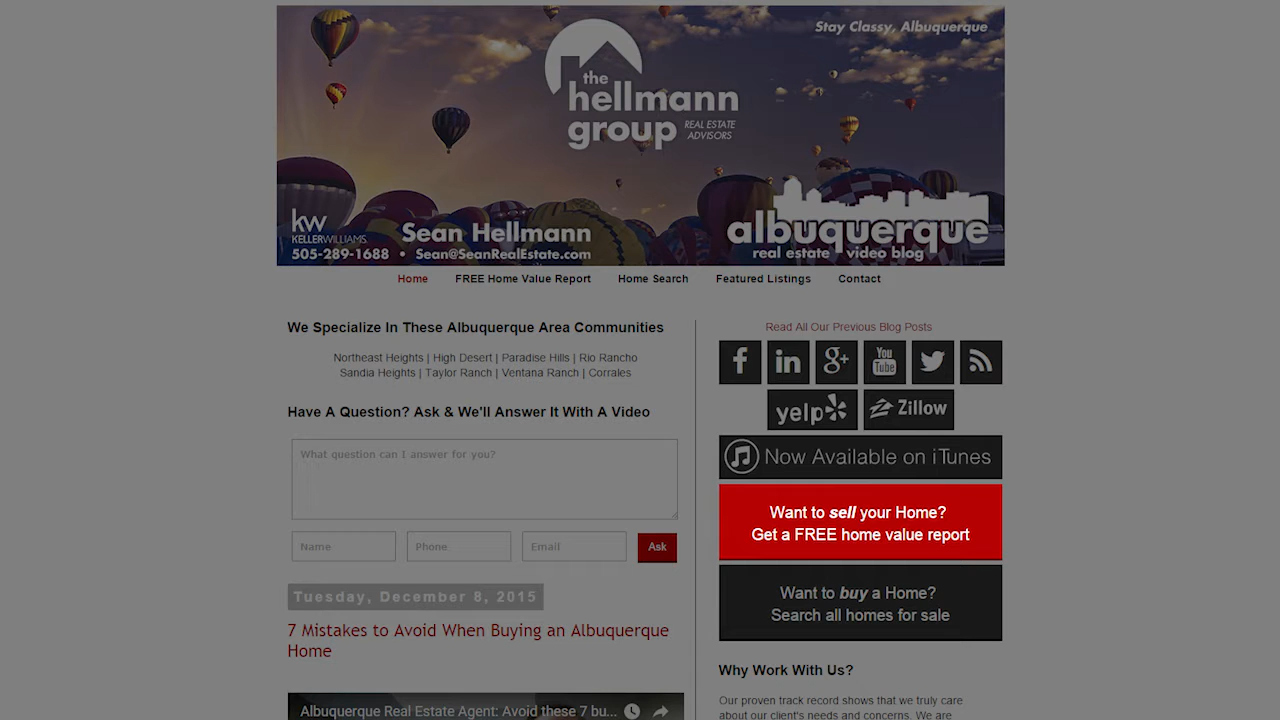 Stay Classy, Albuquerque
the
hellmann
group REAL ESTATE
ADVISORS
kw
KELLERWILLIAMS.
Sean Hellmann
505-289-1688 • Sean@SeanRealEstate.com
albuquerque
real estate video blog
Home FREE Home Value Report Home Search Featured Listings Contact
We Specialize In These Albuquerque Area Communities
Northeast Heights | High Desert | Paradise Hills | Rio Rancho
Sandia Heights | Taylor Ranch | Ventana Ranch | Corrales
Have A Question? Ask & We'll Answer It With A Video
What question can I answer for you?
Name Phone Email Ask
Tuesday, December 8, 2015
7 Mistakes to Avoid When Buying an Albuquerque
Home
Albuquerque Real Estate Agent: Avoid these 7 bu...
Read All Our Previous Blog Posts
f in g+ You Tube
yelp Zillow
Now Available on iTunes
Want to sell your Home?
Get a FREE home value report
Want to buy a Home?
Search all homes for sale
Why Work With Us?
Our proven track record shows that we truly care
about our client's needs and concerns. We are